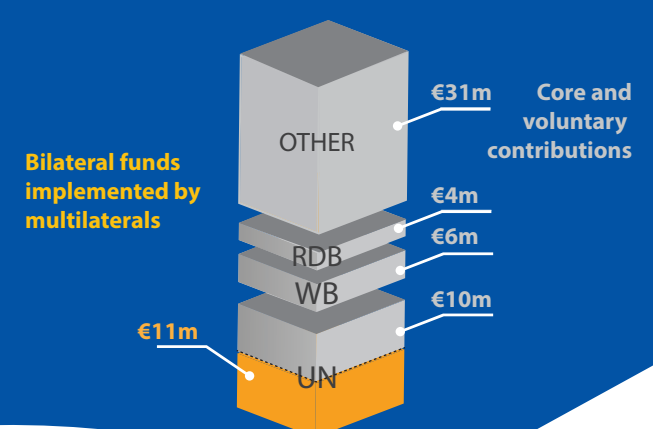 €31m
Core and
voluntary
contributions
OTHER
Bilateral funds
implemented by
multilaterals
€4m
€6m
RDB
WB
€10m
€11m
UN